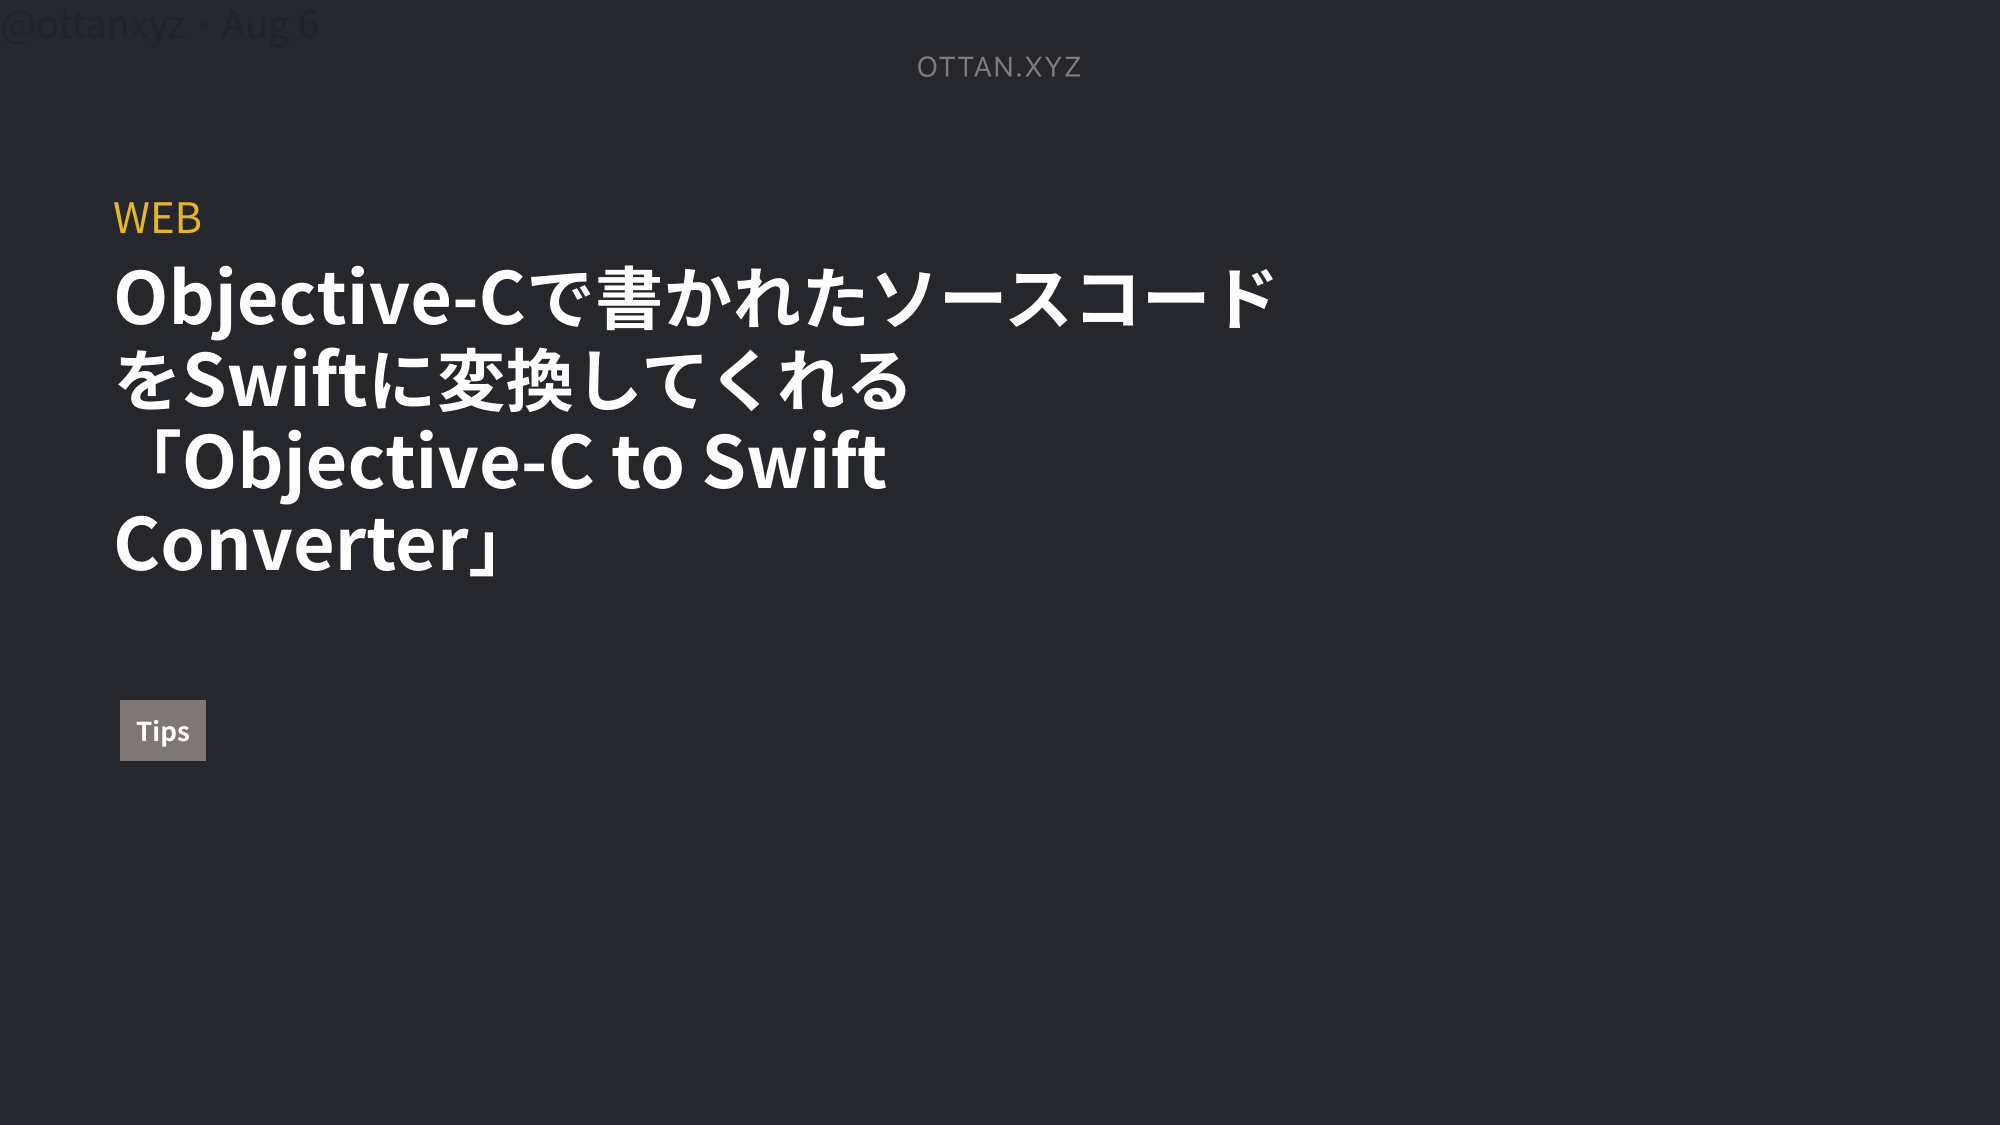 @ottanxyz・Aug 6
OTTAN.XYZ
WEB
Objective-Cで書かれたソースコード
をSwiftに変換してくれる
「Objective-C to Swift
Converter」
Tips